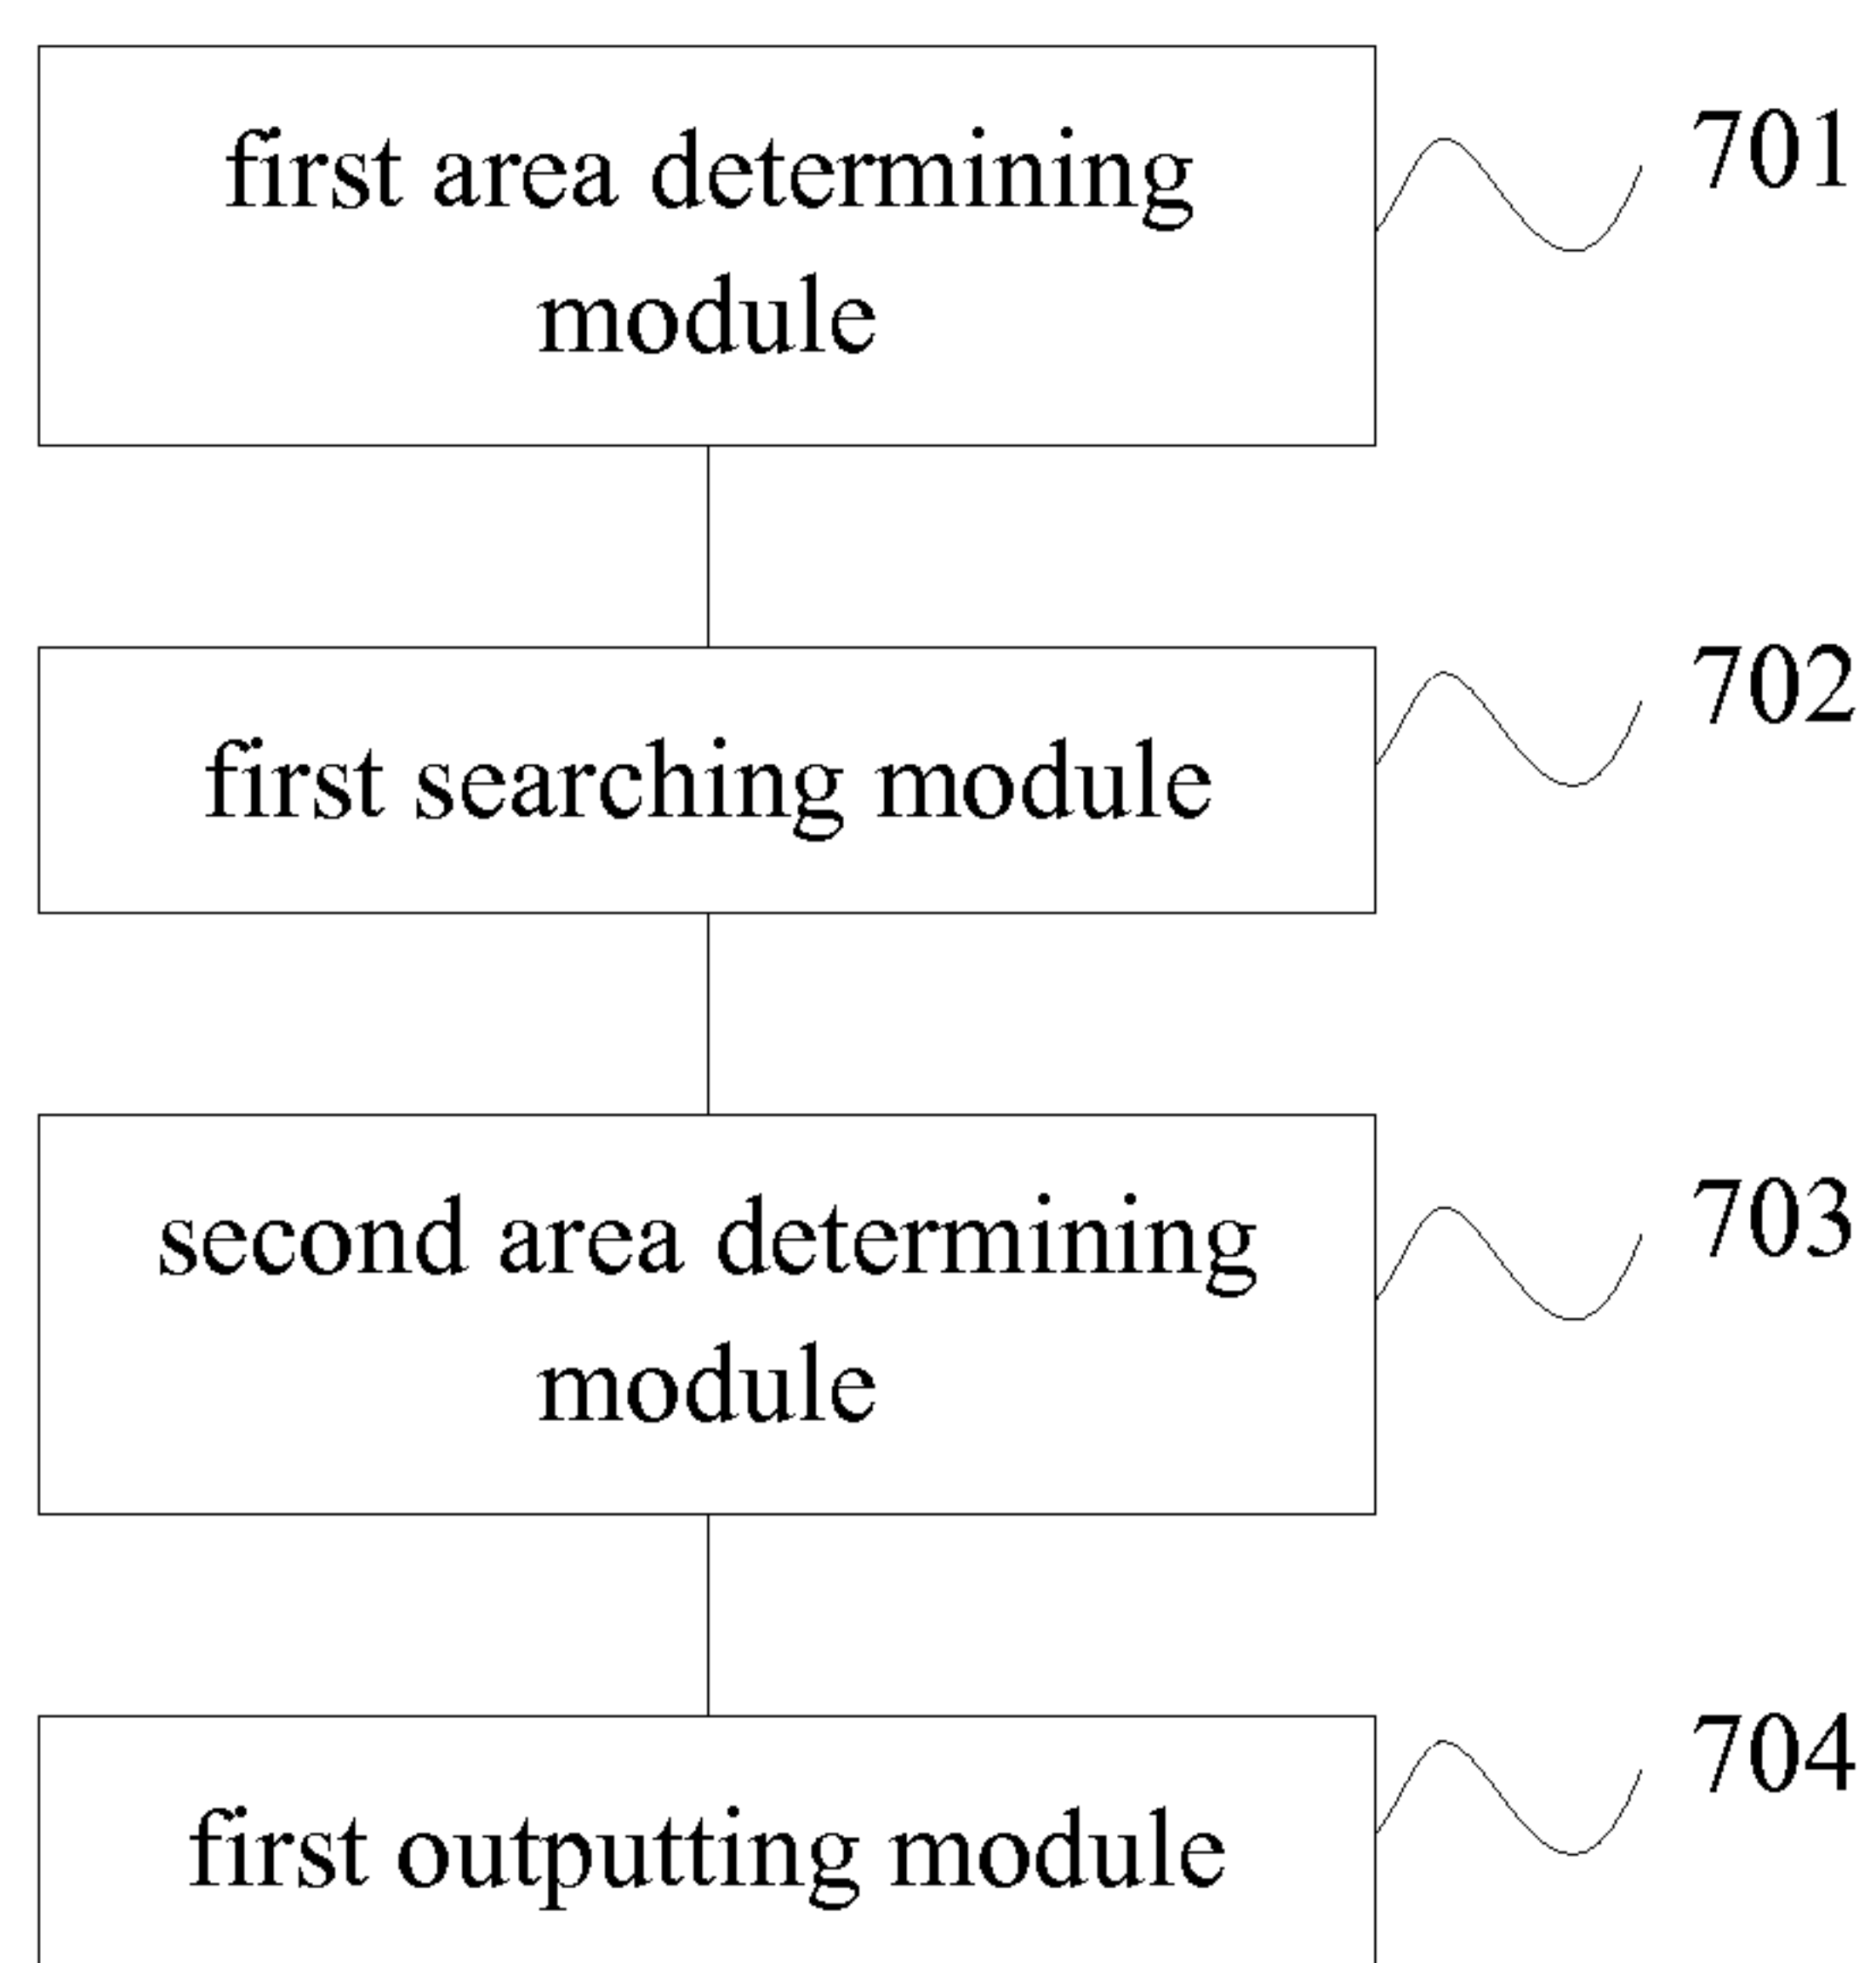 first area determining
module
701
first searching module
702
second area determining
module
703
first outputting module
704